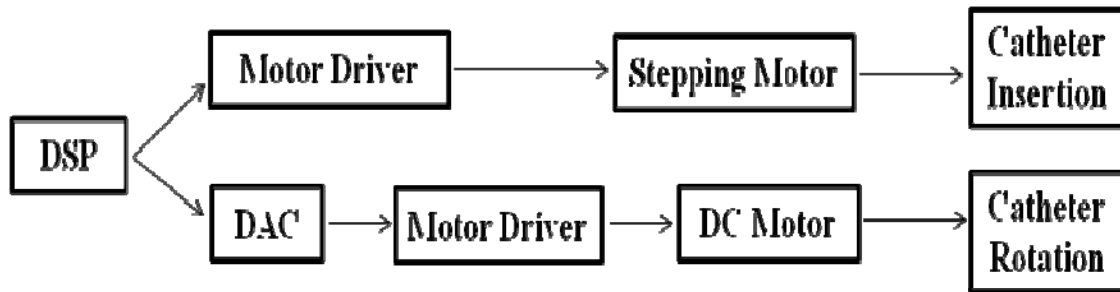 Motor Driver
Stepping Motor
Catheter
Insertion
DSP
DAC
Motor Driver
DC Motor
Catheter
Rotation